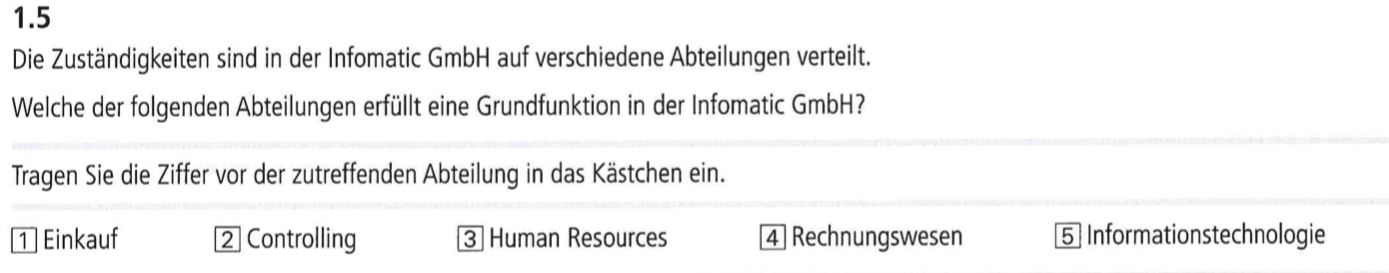 1.5
Die Zuständigkeiten sind in der Infomatic GmbH auf verschiedene Abteilungen verteilt.
Welche der folgenden Abteilungen erfüllt eine Grundfunktion in der Infomatic GmbH?
Tragen Sie die Ziffer vor der zutreffenden Abteilung in das Kästchen ein.
1 Einkauf 2 Controlling 3 Human Resources 4 Rechnungswesen 5 Informationstechnologie